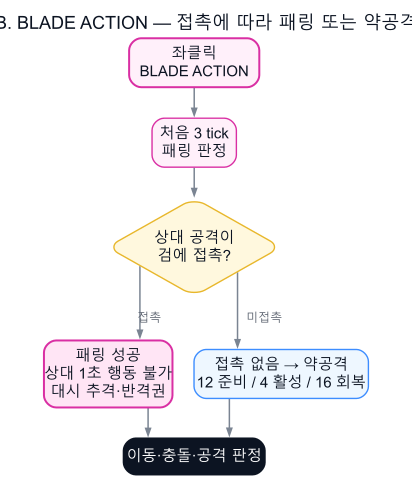 3. BLADE ACTION — 접촉에 따라 패링 또는 약공격
좌클릭
BLADE ACTION
처음 3 tick
패링 판정
상대 공격이
검에 접촉?
접촉
미접촉
패링 성공
상대 1초 행동 불가
대시 추격·반격권
접촉 없음 → 약공격
12 준비 / 4 활성 / 16 회복
이동·충돌·공격 판정